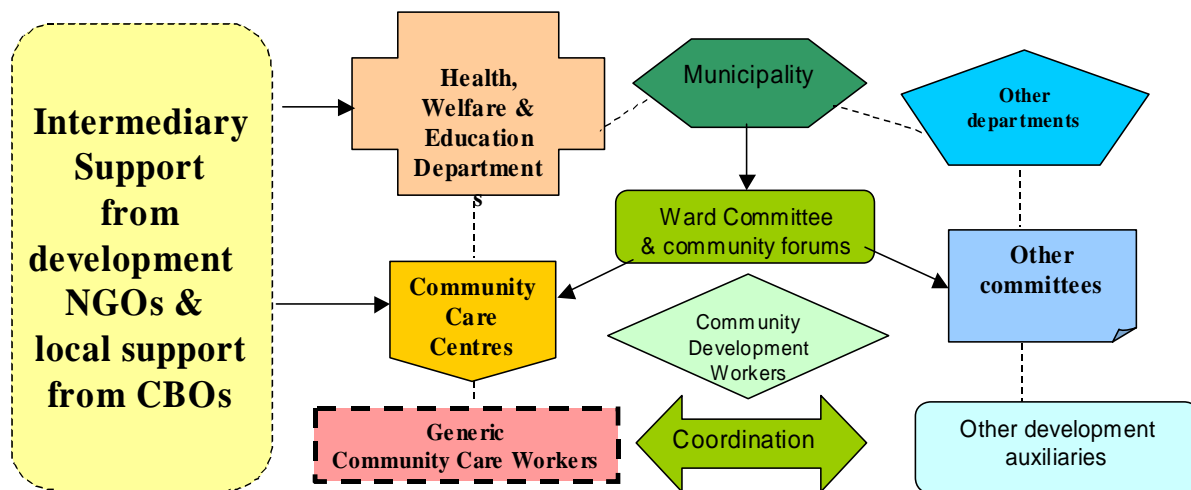 Intermediary
Support
from
development
NGOs &
local support
from CBOs
Health,
Welfare &
Education
Department
s
Municipality
Other
departments
Ward Committee
& community forums
Community
Care
Centres
Other
committees
Community
Development
Workers
Generic
Community Care Workers
Coordination
Other development
auxiliaries